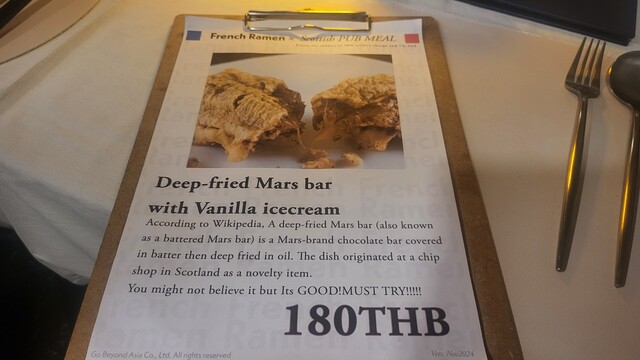 French Ramen & Scottish PUB MEAL
Deep-fried Mars bar
with Vanilla icecream
According to Wikipedia, A deep-fried Mars bar (also known
as a battered Mars bar) is a Mars-brand chocolate bar covered
in batter then deep fried in oil. The dish originated at a chip
shop in Scotland as a novelty item.
You might not believe it but Its GOOD!MUST TRY!!!!!
180THB
Go Beyond Asia Co., Ltd. All rights reserved